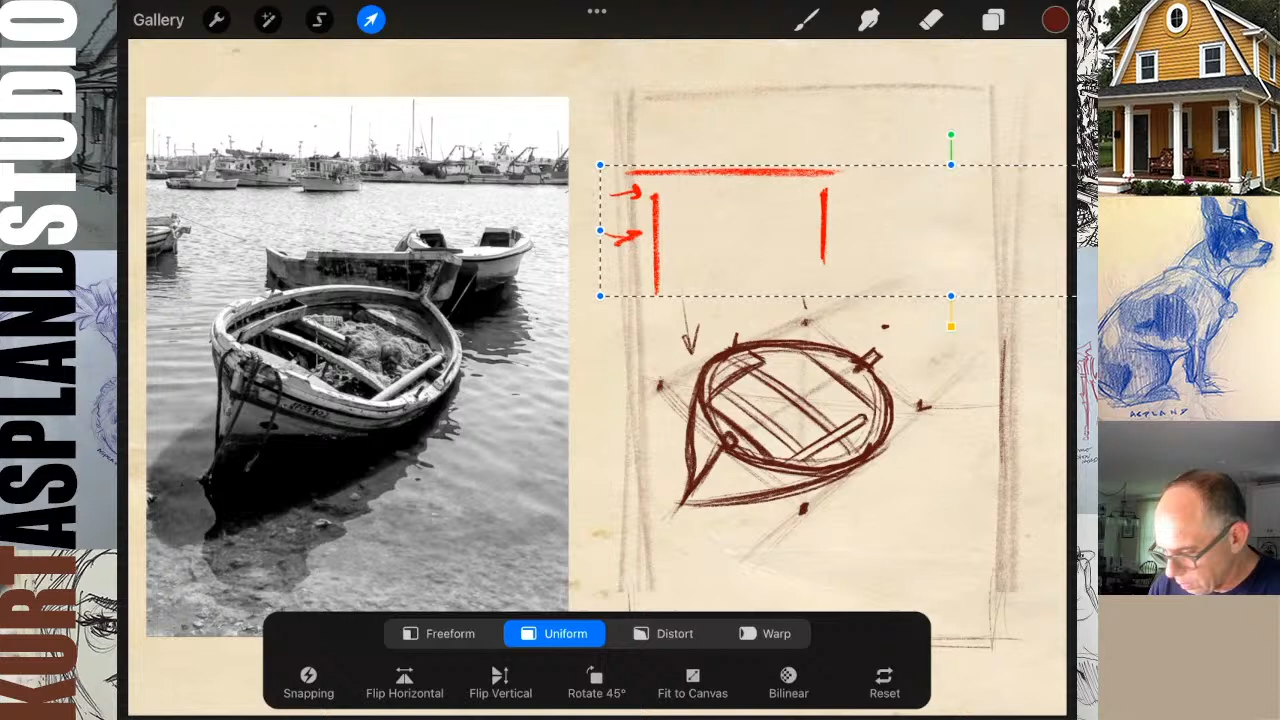 Gallery
KURT ASPLAND STUDIO
ASPLAND
Freeform Uniform Distort Warp
Snapping Flip Horizontal Flip Vertical Rotate 45° Fit to Canvas Bilinear Reset